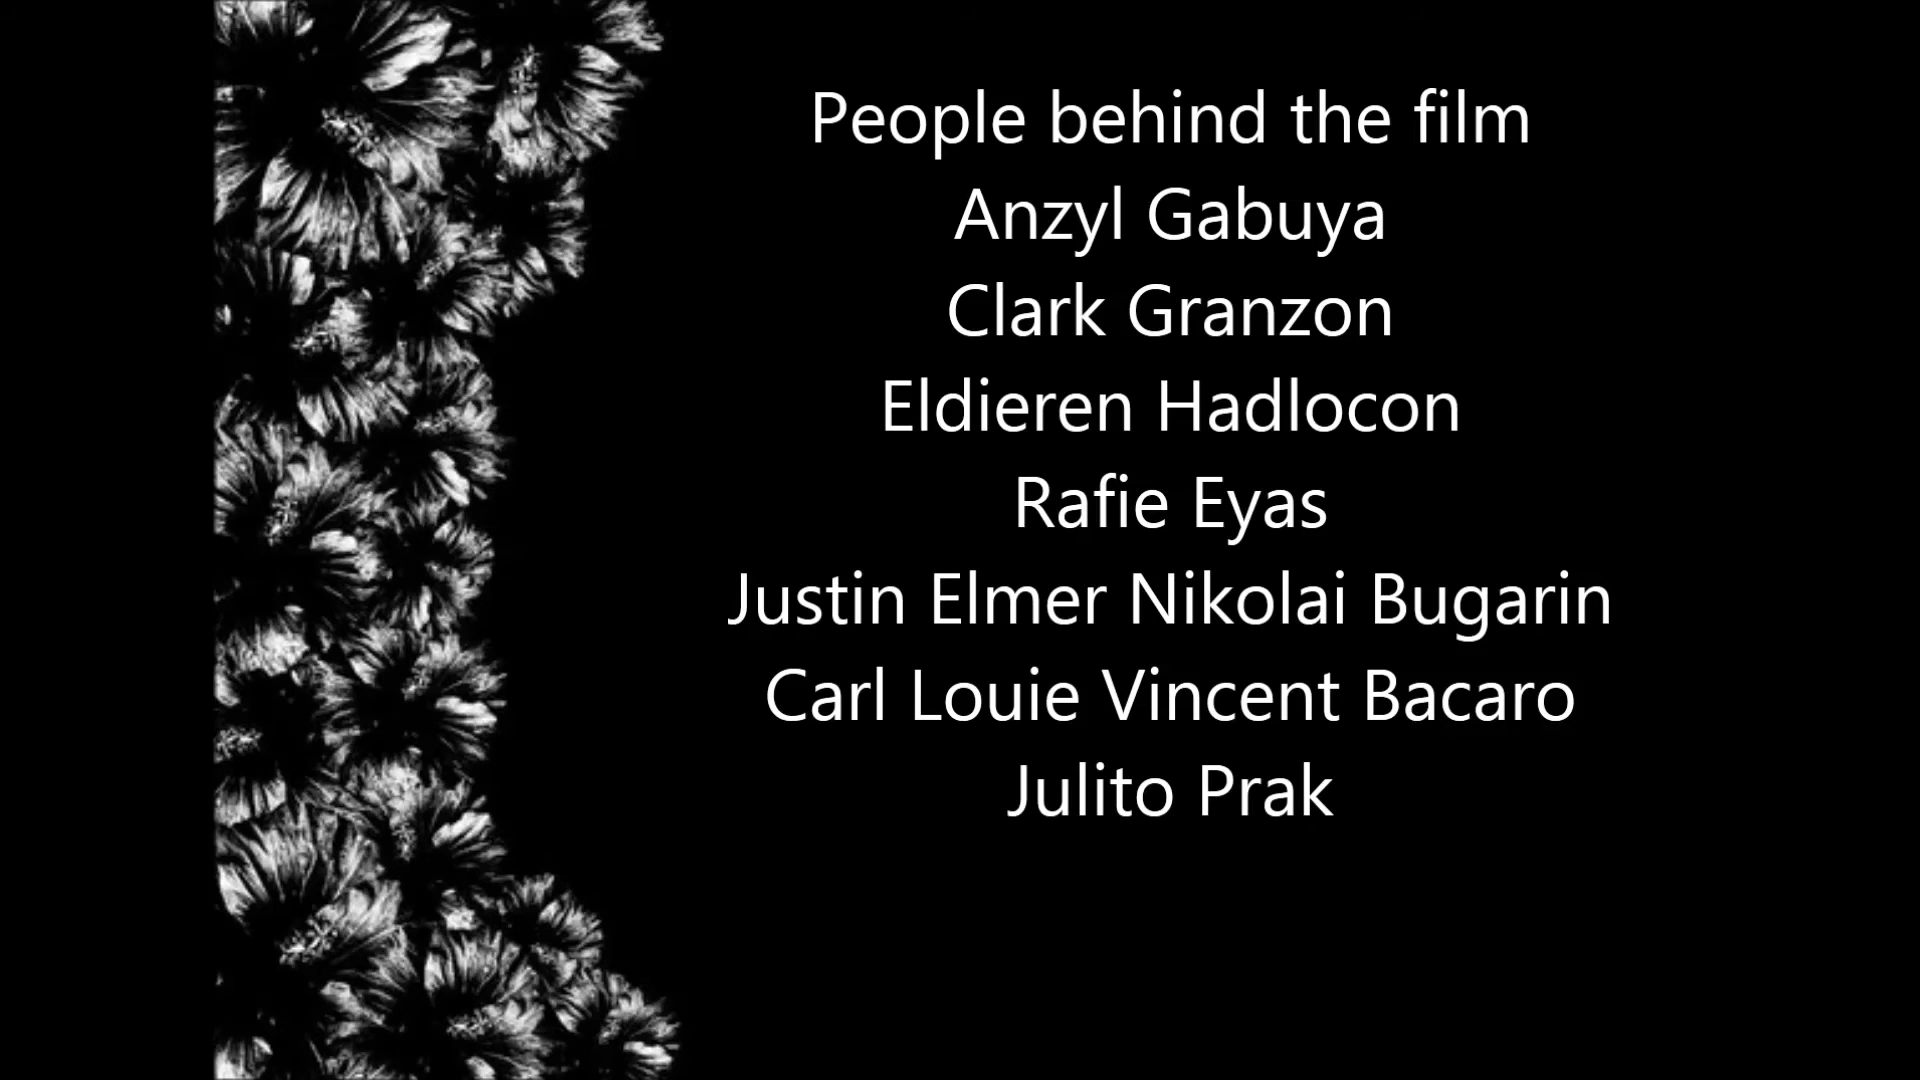 People behind the film
Anzyl Gabuya
Clark Granzon
Eldieren Hadlocon
Rafie Eyas
Justin Elmer Nikolai Bugarin
Carl Louie Vincent Bacaro
Julito Prak